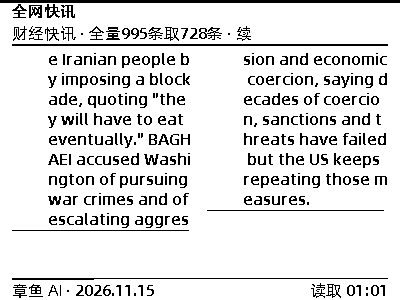 全网快讯
财经快讯 · 全量995条取728条 · 续
e Iranian people b
y imposing a block
ade, quoting "the
y will have to eat
eventually." BAGH
AEI accused Washi
ngton of pursuing
war crimes and of
escalating aggres
sion and economic
coercion, saying d
ecades of coercio
n, sanctions and t
hreats have failed
but the US keeps
repeating those m
easures.
章鱼 AI · 2026.11.15
读取 01:01